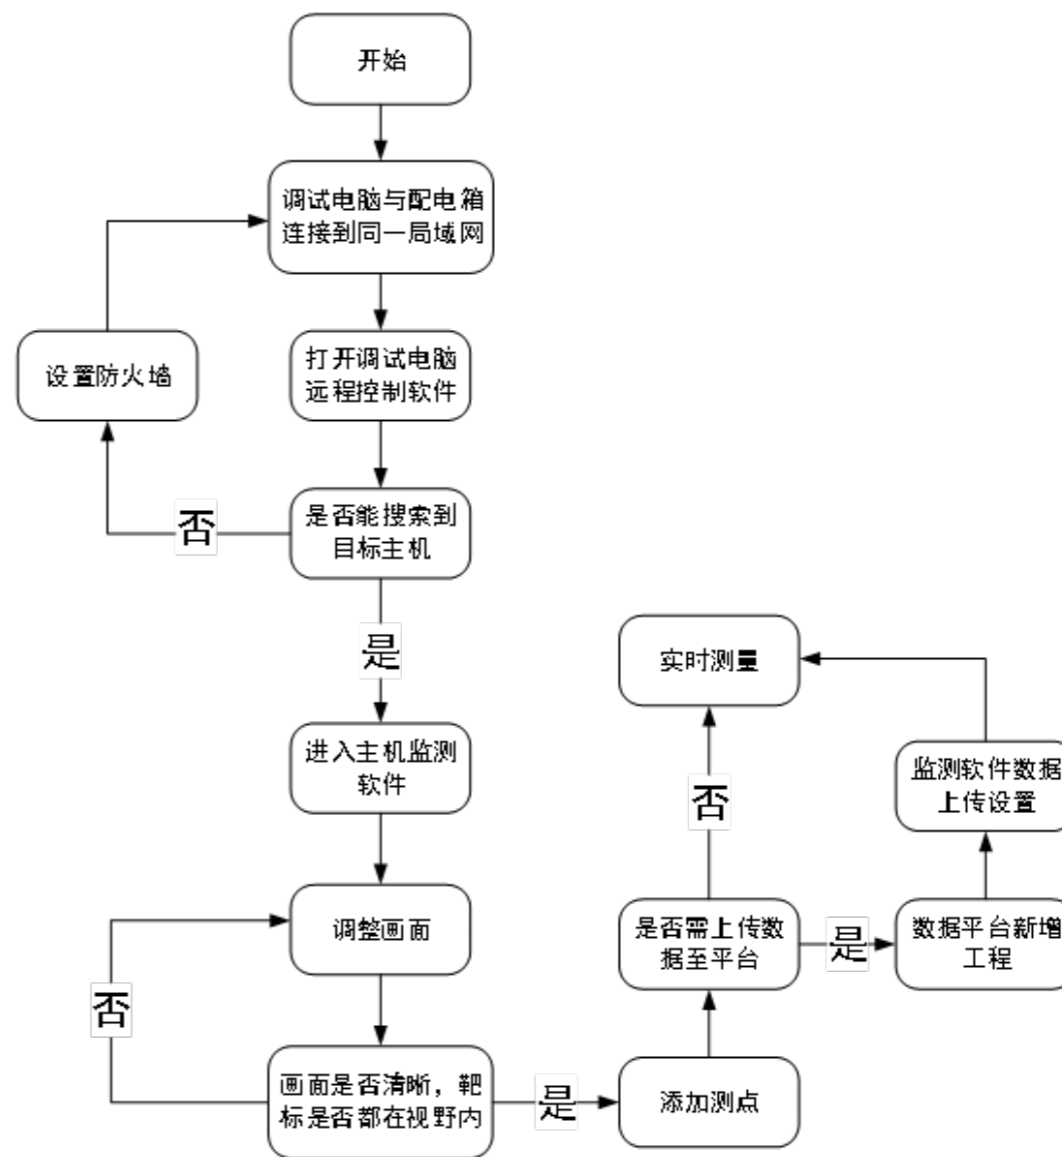 开始
调试电脑与配电箱
连接到同一局域网
设置防火墙
打开调试电脑
远程控制软件
否
是否能搜索到
目标主机
是
进入主机监测
软件
调整画面
否
画面是否清晰，靶
标是否都在视野内
是
添加测点
是否需上传数
据至平台
是
数据平台新增
工程
监测软件数据
上传设置
否
实时测量